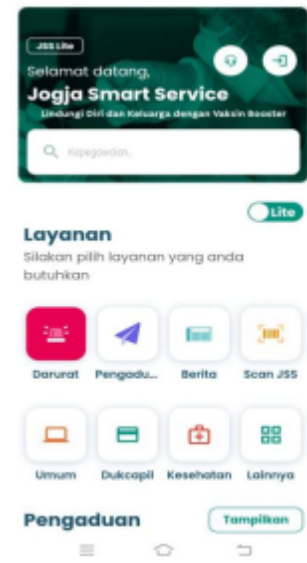 JSS Lite
Selamat datang,
Jogja Smart Service
Lindungi Diri dan Keluarga dengan Vaksin Booster
Kepegawaian..
Lite
Layanan
Silakan pilih layanan yang anda
butuhkan
Darurat Pengadu... Berita Scan JSS
Umum Dukcapil Kesehatan Lainnya
Pengaduan Tampilkan